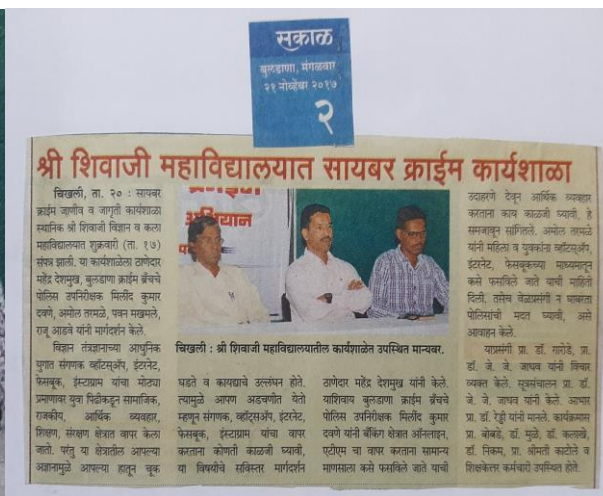 सकाळ
बुलडाणा, मंगळवार
२१ नोव्हेंबर २०१७
२
श्री शिवाजी महाविद्यालयात सायबर क्राईम कार्यशाळा
चिखली, ता. २० : सायबर
क्राईम जाणीव व जागृती कार्यशाळा
स्थानिक श्री शिवाजी विज्ञान व कला
महाविद्यालयात शुक्रवारी (ता. १७)
संपन्न झाली. या कार्यशाळेला ठाणेदार
महेंद्र देशमुख, बुलडाणा क्राईम ब्रँचचे
पोलिस उपनिरीक्षक मिलींद कुमार
दवणे, अमोल तरमळे, पवन मखमले,
राजू आडवे यांनी मार्गदर्शन केले.
विज्ञान तंत्रज्ञानाच्या आधुनिक
युगात संगणक व्हॉटस्अॅप, इंटरनेट,
फेसबूक, ईंस्टाग्राम यांचा मोठ्या
प्रमाणावर युवा पिढीकडून सामाजिक,
राजकीय, आर्थिक व्यवहार,
शिक्षण, संरक्षण क्षेत्रात वापर केला
जातो. परंतु या क्षेत्रातील आपल्या
अज्ञानामुळे आपल्या हातून चूक
अभियान
चिखली : श्री शिवाजी महाविद्यालयातील कार्यशाळेत उपस्थित मान्यवर.
घडते व कायद्याचे उल्लंघन होते.
त्यामुळे आपण अडचणीत येतो
म्हणून संगणक, व्हॉटस्अॅप, इंटरनेट,
फेसबूक, ईंस्टाग्राम यांचा वापर
करताना कोणती काळजी घ्यावी,
या विषयीचे सविस्तर मार्गदर्शन
ठाणेदार महेद्र देशमुख यांनी केले.
याशिवाय बुलडाणा क्राईम ब्रँचचे
पोलिस उपनिरीक्षक मिलींद कुमार
दवणे यांनी बँकिंग क्षेत्रात ऑनलाइन,
एटीएम चा वापर करताना सामान्य
माणसाला कसे फसविले जाते याची
उदाहरणे देवून आर्थिक व्यवहार
करताना काय काळजी घ्यावी, हे
समजावून सांगितले. अमोल तरमळे
यांनी महिला व युवकांना व्हॉटस्अॅप,
इंटरनेट, फेसबूकच्या माध्यमातून
कसे फसविले जाते याची माहिती
दिली, तसेच वेळप्रसंगी न घाबरता
पोलिसांची मदत घ्यावी, असे
आवाहन केले.
याप्रसंगी प्रा. डॉ. गारोडे, प्रा.
डॉ. जे. जे. जाधव यांनी विचार
व्यक्त केले. सूत्रसंचालन प्रा. डॉ.
जे. जे. जाधव यांनी केले. आभार
प्रा. डॉ. रेड्डी यांनी मानले. कार्यक्रमास
प्रा. बोबडे, डॉ. मुळे, डॉ. कलाखे,
डॉ. निकम, प्रा. श्रीमती काटोले व
शिक्षकेत्तर कर्मचारी उपस्थित होते.